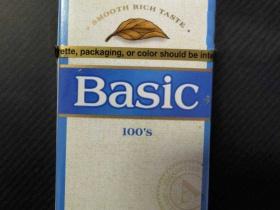 SMOOTH RICH TASTE
ette, packaging, or color should be inte
Basic
100's